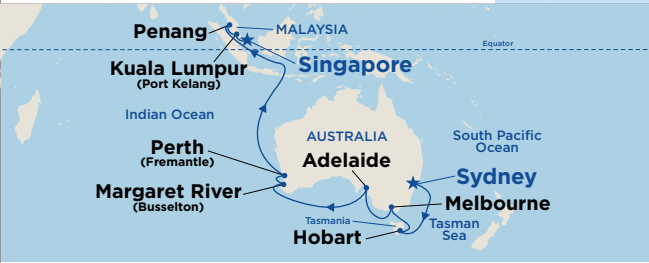 Penang
MALAYSIA
Equator
Singapore
Kuala Lumpur
(Port Kelang)
Indian Ocean
AUSTRALIA
South Pacific
Ocean
Perth
(Fremantle)
Adelaide
Sydney
Margaret River
(Busselton)
Melbourne
Tasmania
Tasman
Sea
Hobart